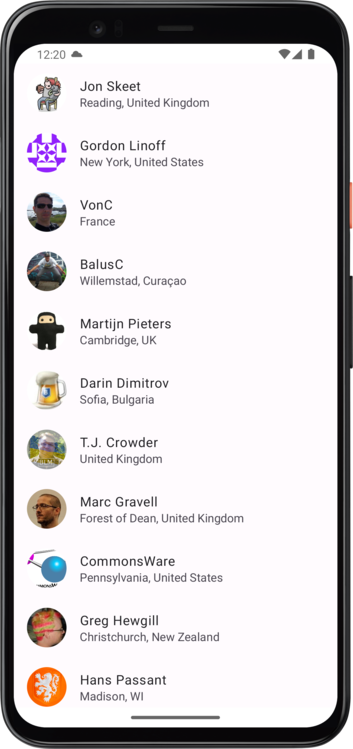 12:20
Jon Skeet
Reading, United Kingdom
Gordon Linoff
New York, United States
VonC
France
BalusC
Willemstad, Curaçao
Martijn Pieters
Cambridge, UK
Darin Dimitrov
Sofia, Bulgaria
T.J. Crowder
United Kingdom
Marc Gravell
Forest of Dean, United Kingdom
CommonsWare
Pennsylvania, United States
Greg Hewgill
Christchurch, New Zealand
Hans Passant
Madison, WI